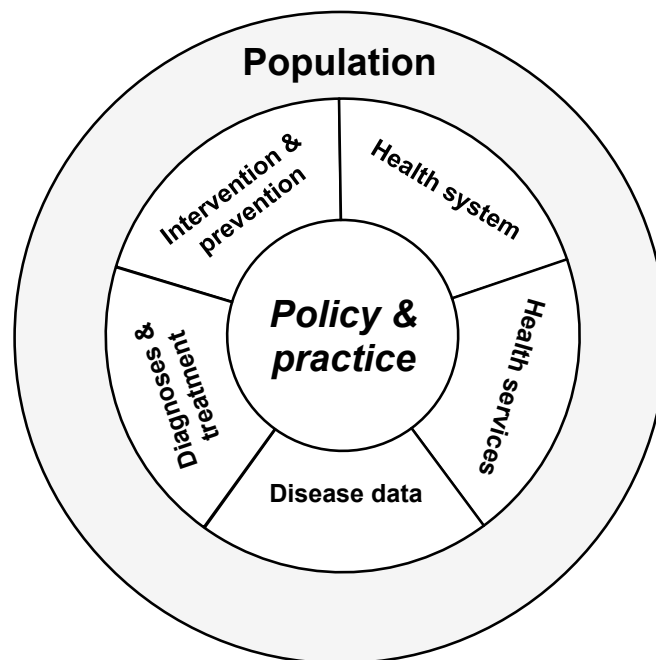 Population
Intervention &
prevention
Health system
Policy &
practice
Diagnoses &
treatment
Health services
Disease data